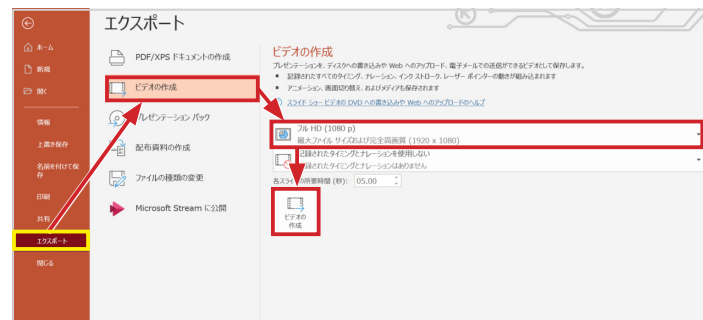 エクスポート
ホーム
新規
開く
情報
上書き保存
名前を付けて保
存
印刷
共有
エクスポート
閉じる
PDF/XPS ドキュメントの作成
ビデオの作成
プレゼンテーション パック
配布資料の作成
ファイルの種類の変更
Microsoft Stream に公開
ビデオの作成
プレゼンテーションを、ディスクへの書き込みや Web へのアップロード、電子メールでの送信ができるビデオとして保存します。
■ 記録されたすべてのタイミング、ナレーション、インク ストローク、レーザー ポインターの動きが組み込まれます
■ アニメーション、画面切り替え、およびメディアも保存されます
スライド ショー ビデオの DVD への書き込みや Web へのアップロードのヘルプ
フル HD (1080 p)
最大ファイル サイズおよび完全高画質 (1920 x 1080)
記録されたタイミングとナレーションを使用しない
記録されたタイミングとナレーションはありません
各スライドの所要時間 (秒): 05.00
ビデオの
作成